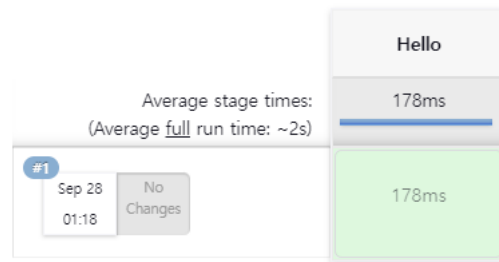 Hello
Average stage times:
178ms
(Average full run time: ~2s)
#1
Sep 28
No
Changes
01:18
178ms